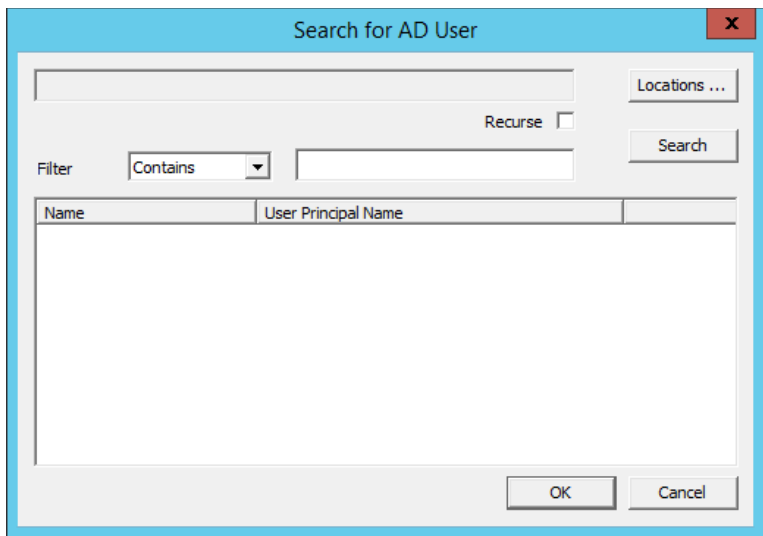 Search for AD User
x
Locations ...
Recurse
Search
Filter
Contains
Name
User Principal Name
OK
Cancel